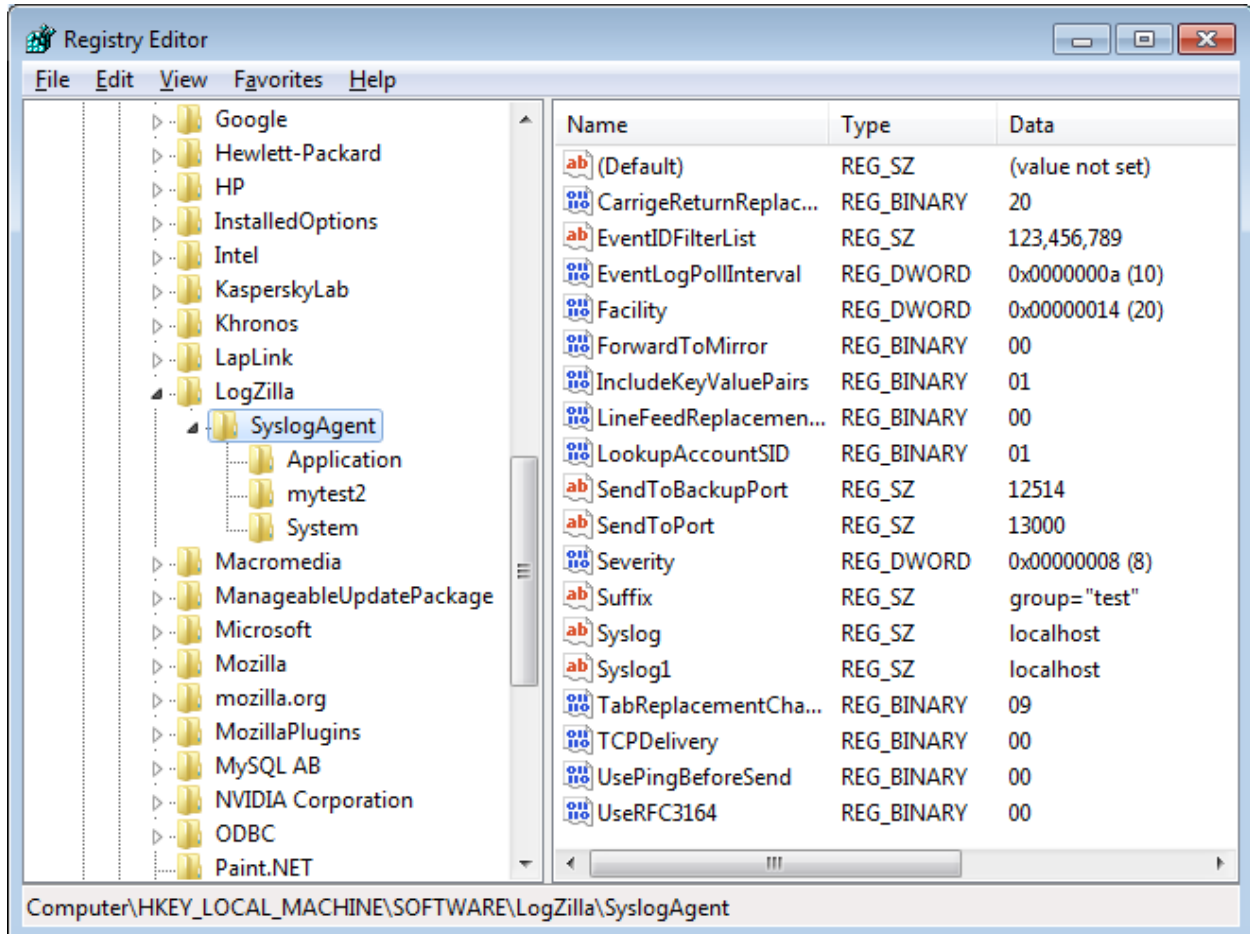 Registry Editor
File Edit View Favorites Help
Google
Hewlett-Packard
HP
InstalledOptions
Intel
KasperskyLab
Khronos
LapLink
LogZilla
SyslogAgent
Application
mytest2
System
Macromedia
ManageableUpdatePackage
Microsoft
Mozilla
mozilla.org
MozillaPlugins
MySQL AB
NVIDIA Corporation
ODBC
Paint.NET
Name Type Data
(Default) REG_SZ (value not set)
CarrigeReturnReplac... REG_BINARY 20
EventIDFilterList REG_SZ 123,456,789
EventLogPollInterval REG_DWORD 0x0000000a (10)
Facility REG_DWORD 0x00000014 (20)
ForwardToMirror REG_BINARY 00
IncludeKeyValuePairs REG_BINARY 01
LineFeedReplacemen... REG_BINARY 00
LookupAccountSID REG_BINARY 01
SendToBackupPort REG_SZ 12514
SendToPort REG_SZ 13000
Severity REG_DWORD 0x00000008 (8)
Suffix REG_SZ group="test"
Syslog REG_SZ localhost
Syslog1 REG_SZ localhost
TabReplacementCha... REG_BINARY 09
TCPDelivery REG_BINARY 00
UsePingBeforeSend REG_BINARY 00
UseRFC3164 REG_BINARY 00
Computer\HKEY_LOCAL_MACHINE\SOFTWARE\LogZilla\SyslogAgent